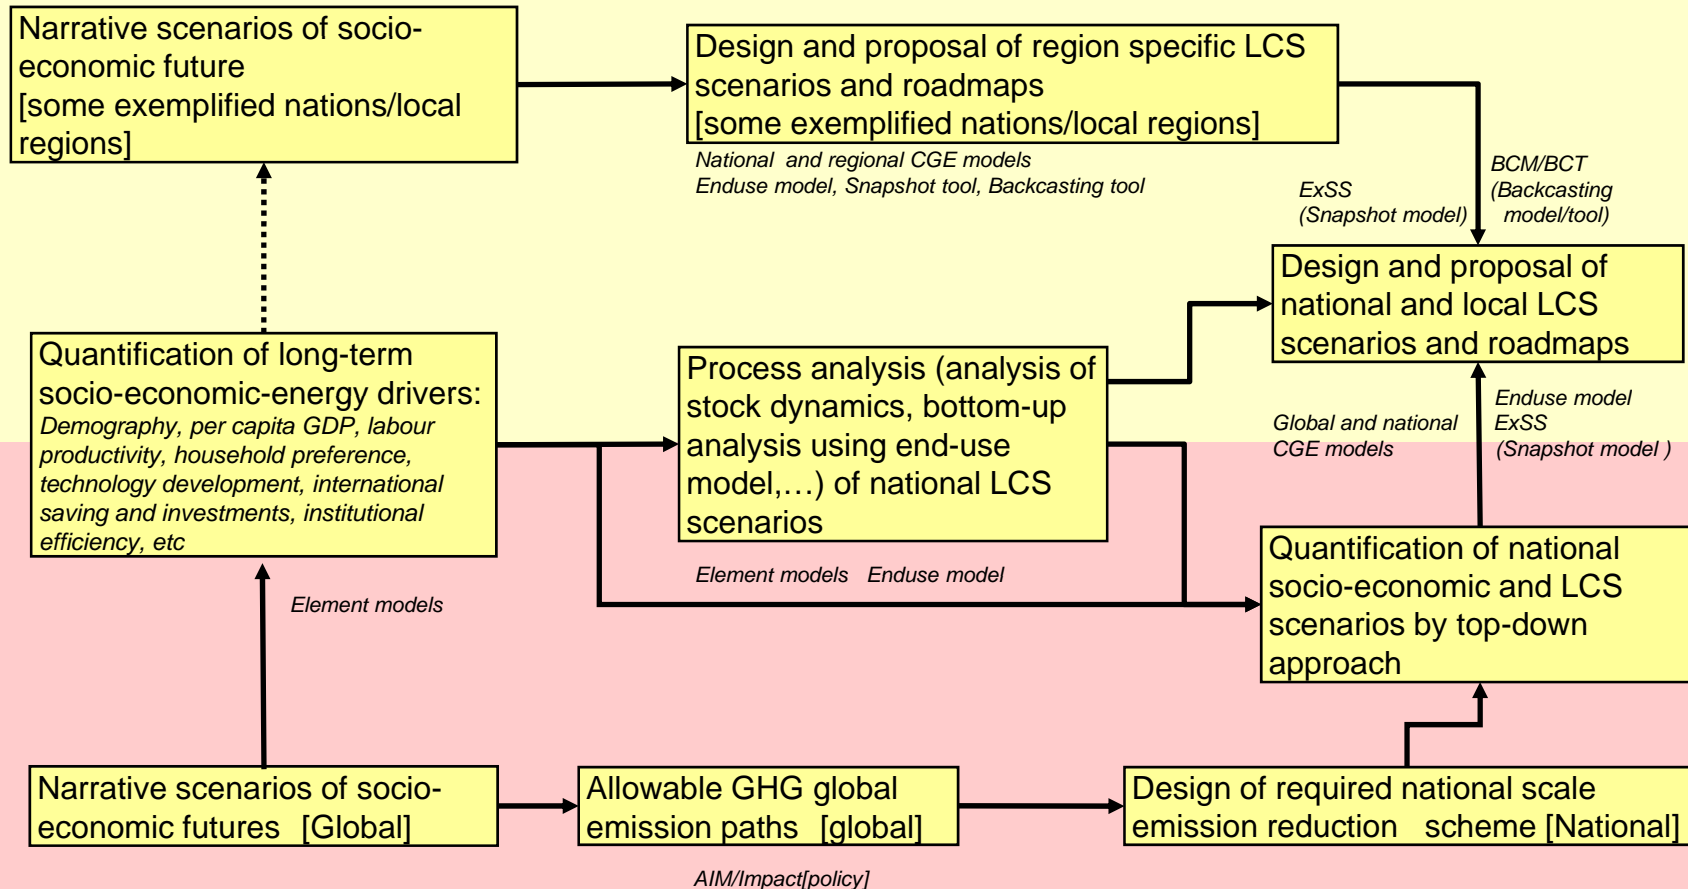 Narrative scenarios of socio-
economic future
[some exemplified nations/local
regions]
Design and proposal of region specific LCS
scenarios and roadmaps
[some exemplified nations/local regions]
National and regional CGE models
Enduse model, Snapshot tool, Backcasting tool
ExSS
(Snapshot model)
BCM/BCT
(Backcasting
model/tool)
Design and proposal of
national and local LCS
scenarios and roadmaps
Quantification of long-term
socio-economic-energy drivers:
Demography, per capita GDP, labour
productivity, household preference,
technology development, international
saving and investments, institutional
efficiency, etc
Process analysis (analysis of
stock dynamics, bottom-up
analysis using end-use
model,…) of national LCS
scenarios
Global and national
CGE models
Enduse model
ExSS
(Snapshot model )
Element models Enduse model
Element models
Quantification of national
socio-economic and LCS
scenarios by top-down
approach
Narrative scenarios of socio-
economic futures [Global]
Allowable GHG global
emission paths [global]
Design of required national scale
emission reduction scheme [National]
AIM/Impact[policy]